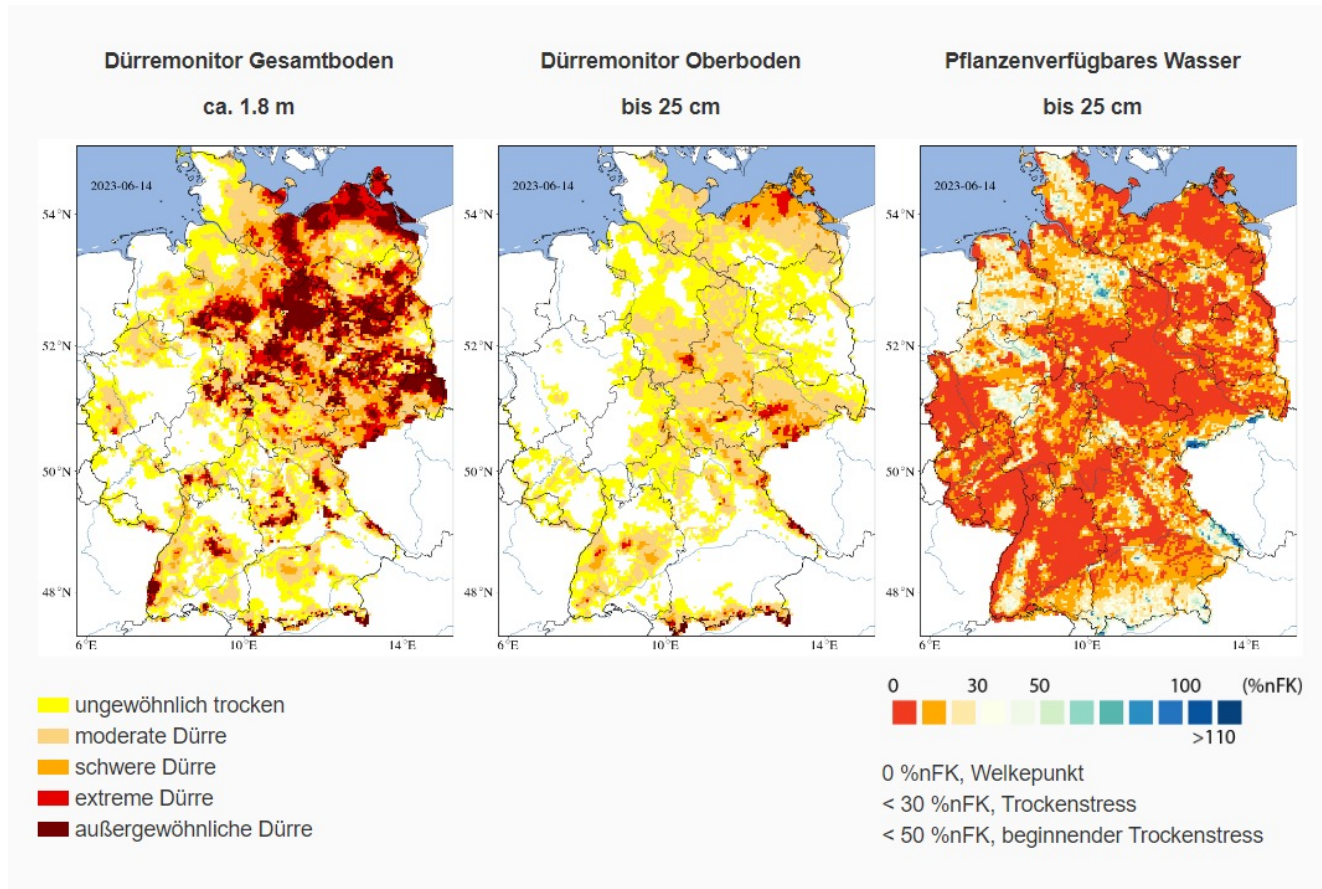 Dürremonitor Gesamtboden
ca. 1.8 m
Dürremonitor Oberboden
bis 25 cm
Pflanzenverfügbares Wasser
bis 25 cm
2023-06-14
54°N
52°N
50°N
48°N
6°E
10°E
14°E
2023-06-14
54°N
52°N
50°N
48°N
6°E
10°E
14°E
2023-06-14
54°N
52°N
50°N
48°N
6°E
10°E
14°E
ungewöhnlich trocken
moderate Dürre
schwere Dürre
extreme Dürre
außergewöhnliche Dürre
0 30 50 100 (%nFK)
>110
0 %nFK, Welkepunkt
< 30 %nFK, Trockenstress
< 50 %nFK, beginnender Trockenstress